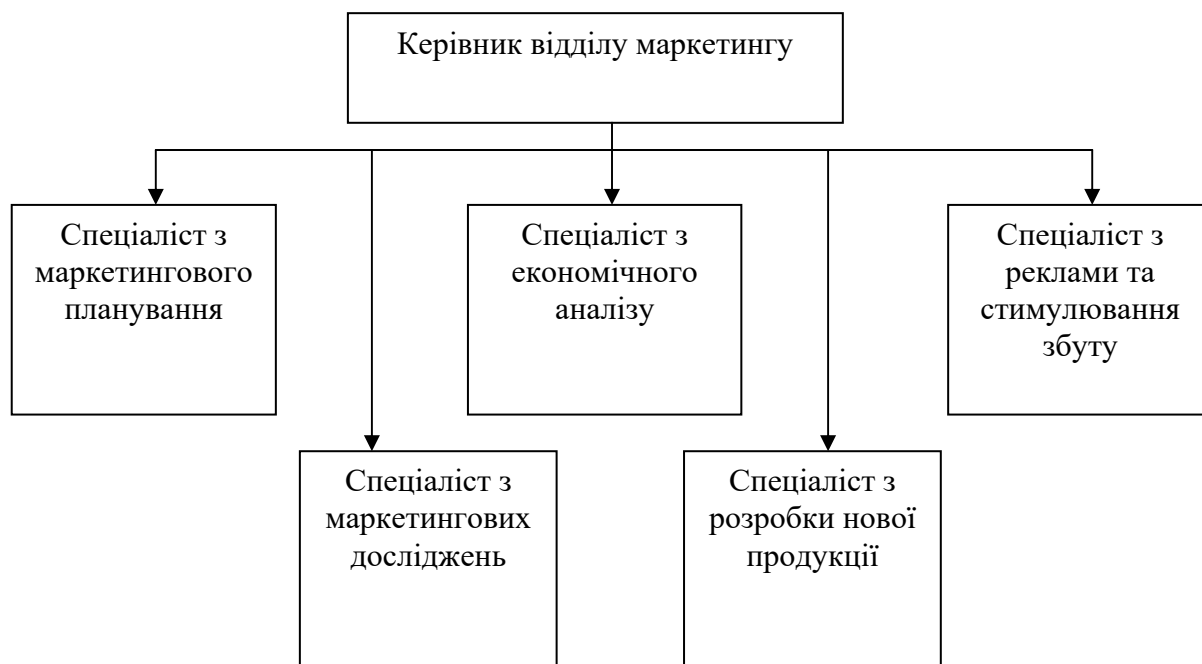 Керівник відділу маркетингу
Спеціаліст з
маркетингового
планування
Спеціаліст з
економічного
аналізу
Спеціаліст з
реклами та
стимулювання
збуту
Спеціаліст з
маркетингових
досліджень
Спеціаліст з
розробки нової
продукції